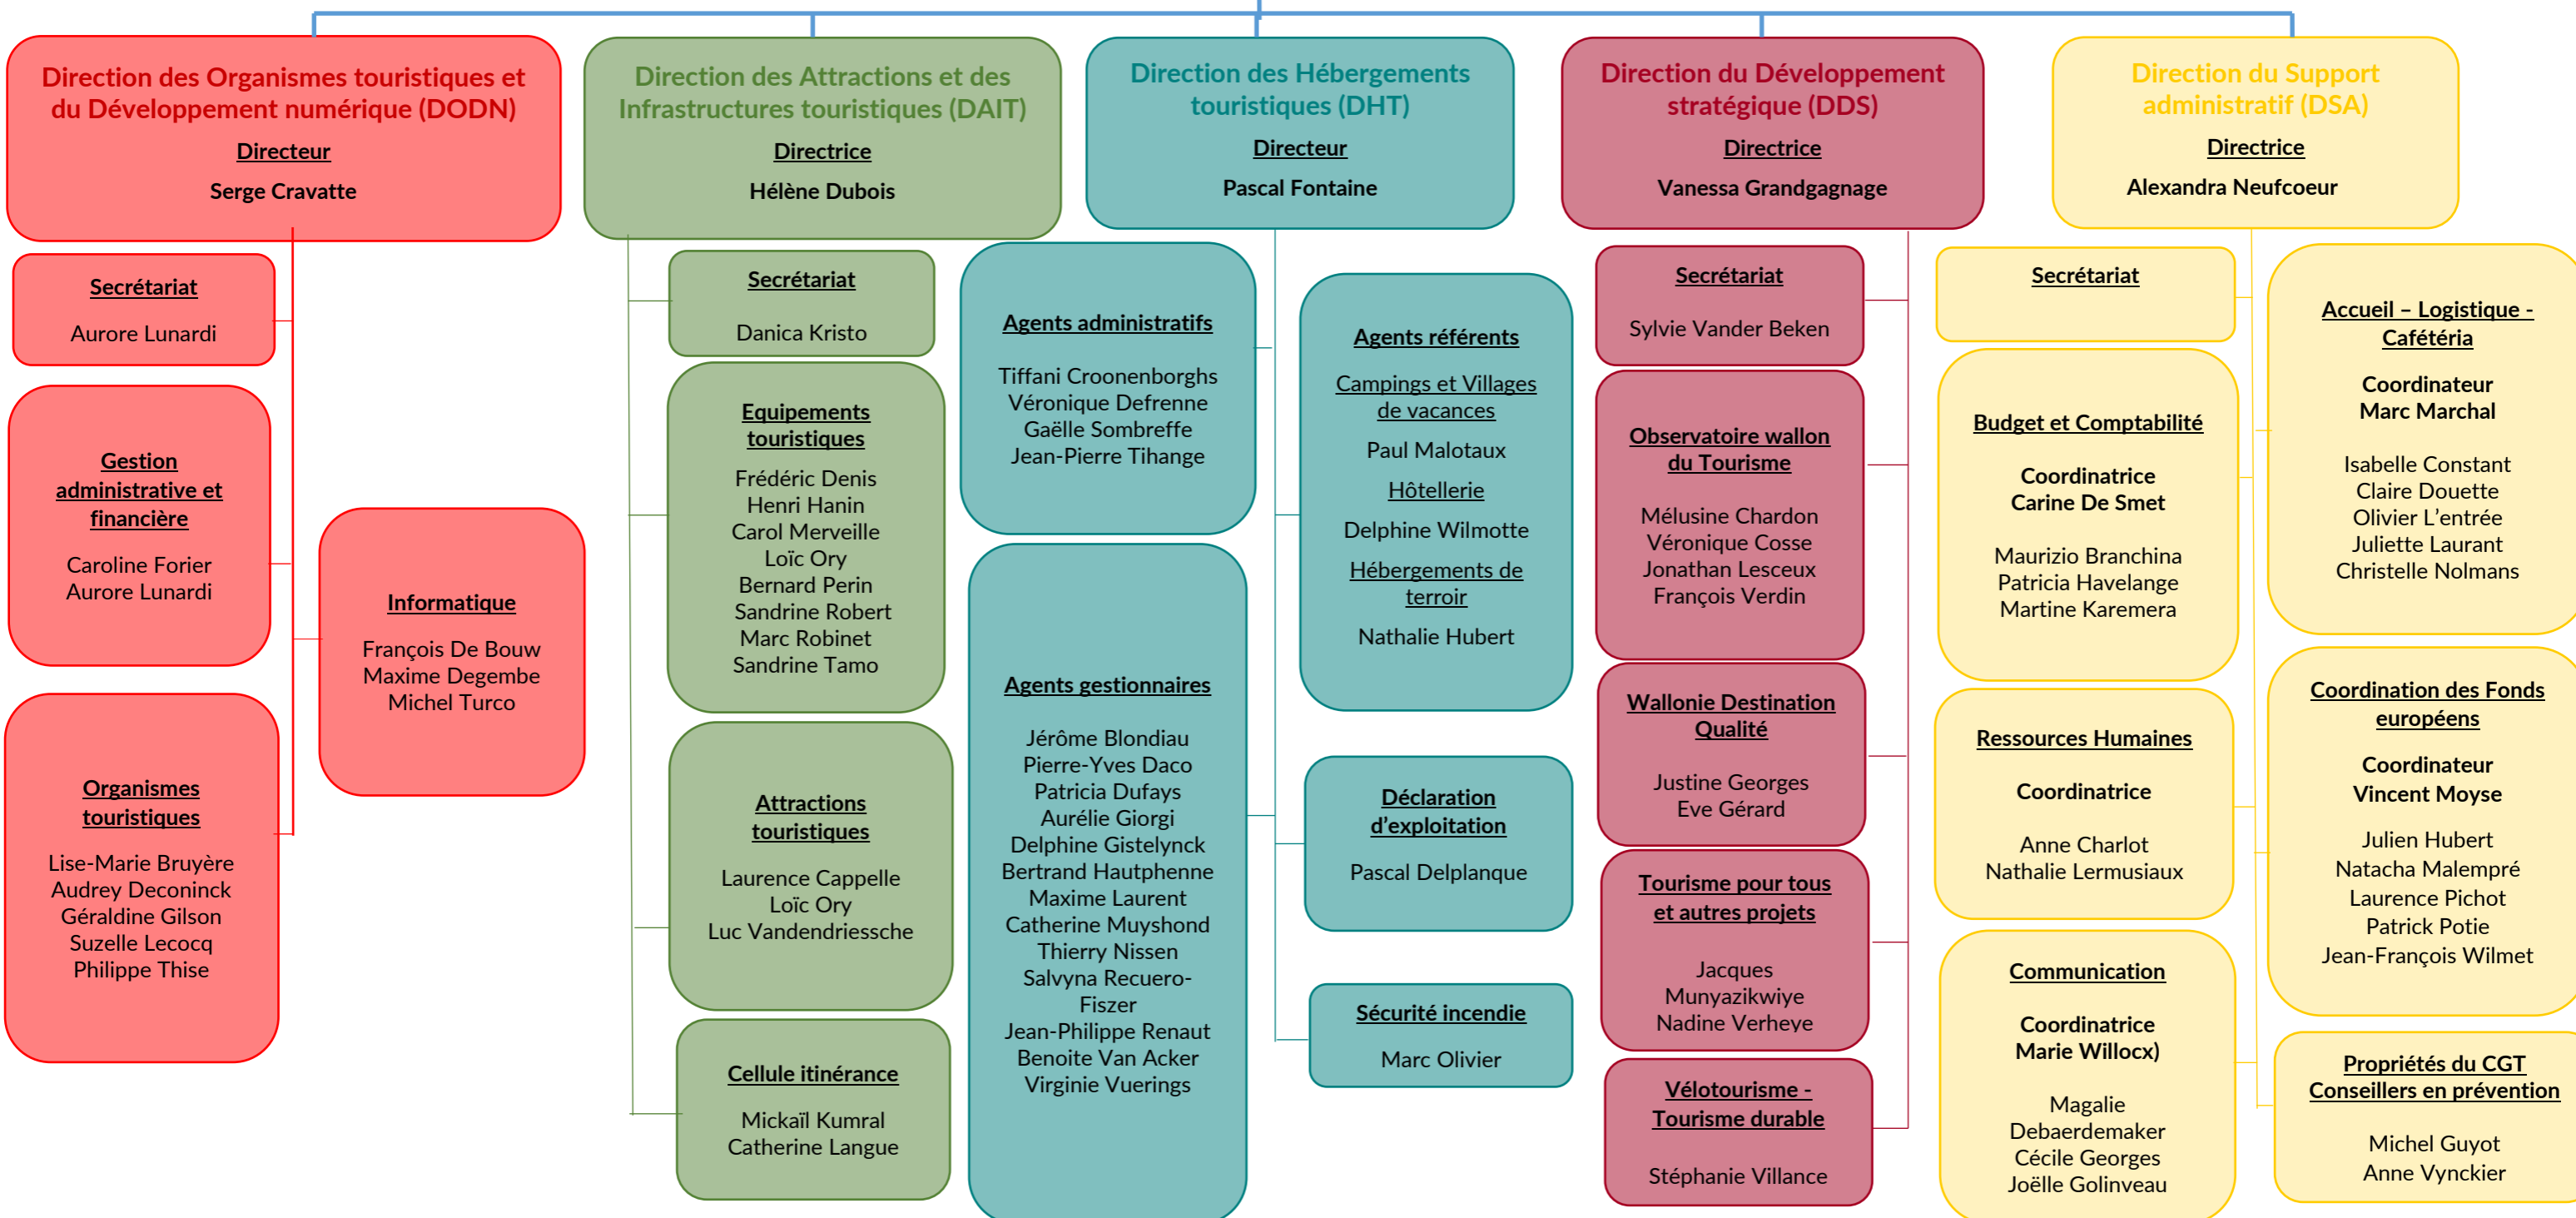 Direction des Organismes touristiques et
du Développement numérique (DODN)
Directeur
Serge Cravatte
Secrétariat
Aurore Lunardi
Gestion
administrative et
financière
Caroline Forier
Aurore Lunardi
Informatique
François De Bouw
Maxime Degembe
Michel Turco
Organismes
touristiques
Lise-Marie Bruyère
Audrey Deconinck
Géraldine Gilson
Suzelle Lecocq
Philippe Thise
Direction des Attractions et des
Infrastructures touristiques (DAIT)
Directrice
Hélène Dubois
Secrétariat
Danica Kristo
Equipements
touristiques
Frédéric Denis
Henri Hanin
Carol Merveille
Loïc Ory
Bernard Perin
Sandrine Robert
Marc Robinet
Sandrine Tamo
Attractions
touristiques
Laurence Cappelle
Loïc Ory
Luc Vandendriessche
Cellule itinérance
Mickaïl Kumral
Catherine Langue
Direction des Hébergements
touristiques (DHT)
Directeur
Pascal Fontaine
Agents administratifs
Tiffani Croonenborghs
Véronique Defrenne
Gaëlle Sombreffe
Jean-Pierre Tihange
Agents gestionnaires
Jérôme Blondiau
Pierre-Yves Daco
Patricia Dufays
Aurélie Giorgi
Delphine Gistelynck
Bertrand Hautphenne
Maxime Laurent
Catherine Muyshond
Thierry Nissen
Salvyna Recuero-
Fiszer
Jean-Philippe Renaut
Benoite Van Acker
Virginie Vuerings
Agents référents
Campings et Villages
de vacances
Paul Malotaux
Hôtellerie
Delphine Wilmotte
Hébergements de
terroir
Nathalie Hubert
Déclaration
d'exploitation
Pascal Delplanque
Sécurité incendie
Marc Olivier
Direction du Développement
stratégique (DDS)
Directrice
Vanessa Grandgagnage
Secrétariat
Sylvie Vander Beken
Observatoire wallon
du Tourisme
Mélusine Chardon
Véronique Cosse
Jonathan Lesceux
François Verdin
Wallonie Destination
Qualité
Justine Georges
Eve Gérard
Tourisme pour tous
et autres projets
Jacques
Munyazikwiye
Nadine Verheye
Vélotourisme -
Tourisme durable
Stéphanie Villance
Direction du Support
administratif (DSA)
Directrice
Alexandra Neufcoeur
Secrétariat
Budget et Comptabilité
Coordinatrice
Carine De Smet
Maurizio Branchina
Patricia Havelange
Martine Karemera
Ressources Humaines
Coordinatrice
Anne Charlot
Nathalie Lermusiaux
Communication
Coordinatrice
Marie Willocx)
Magalie
Debaerdemaker
Cécile Georges
Joëlle Golinveau
Accueil – Logistique -
Cafétéria
Coordinateur
Marc Marchal
Isabelle Constant
Claire Douette
Olivier L'entrée
Juliette Laurant
Christelle Nolmans
Coordination des Fonds
européens
Coordinateur
Vincent Moyse
Julien Hubert
Natacha Malempré
Laurence Pichot
Patrick Potie
Jean-François Wilmet
Propriétés du CGT
Conseillers en prévention
Michel Guyot
Anne Vynckier